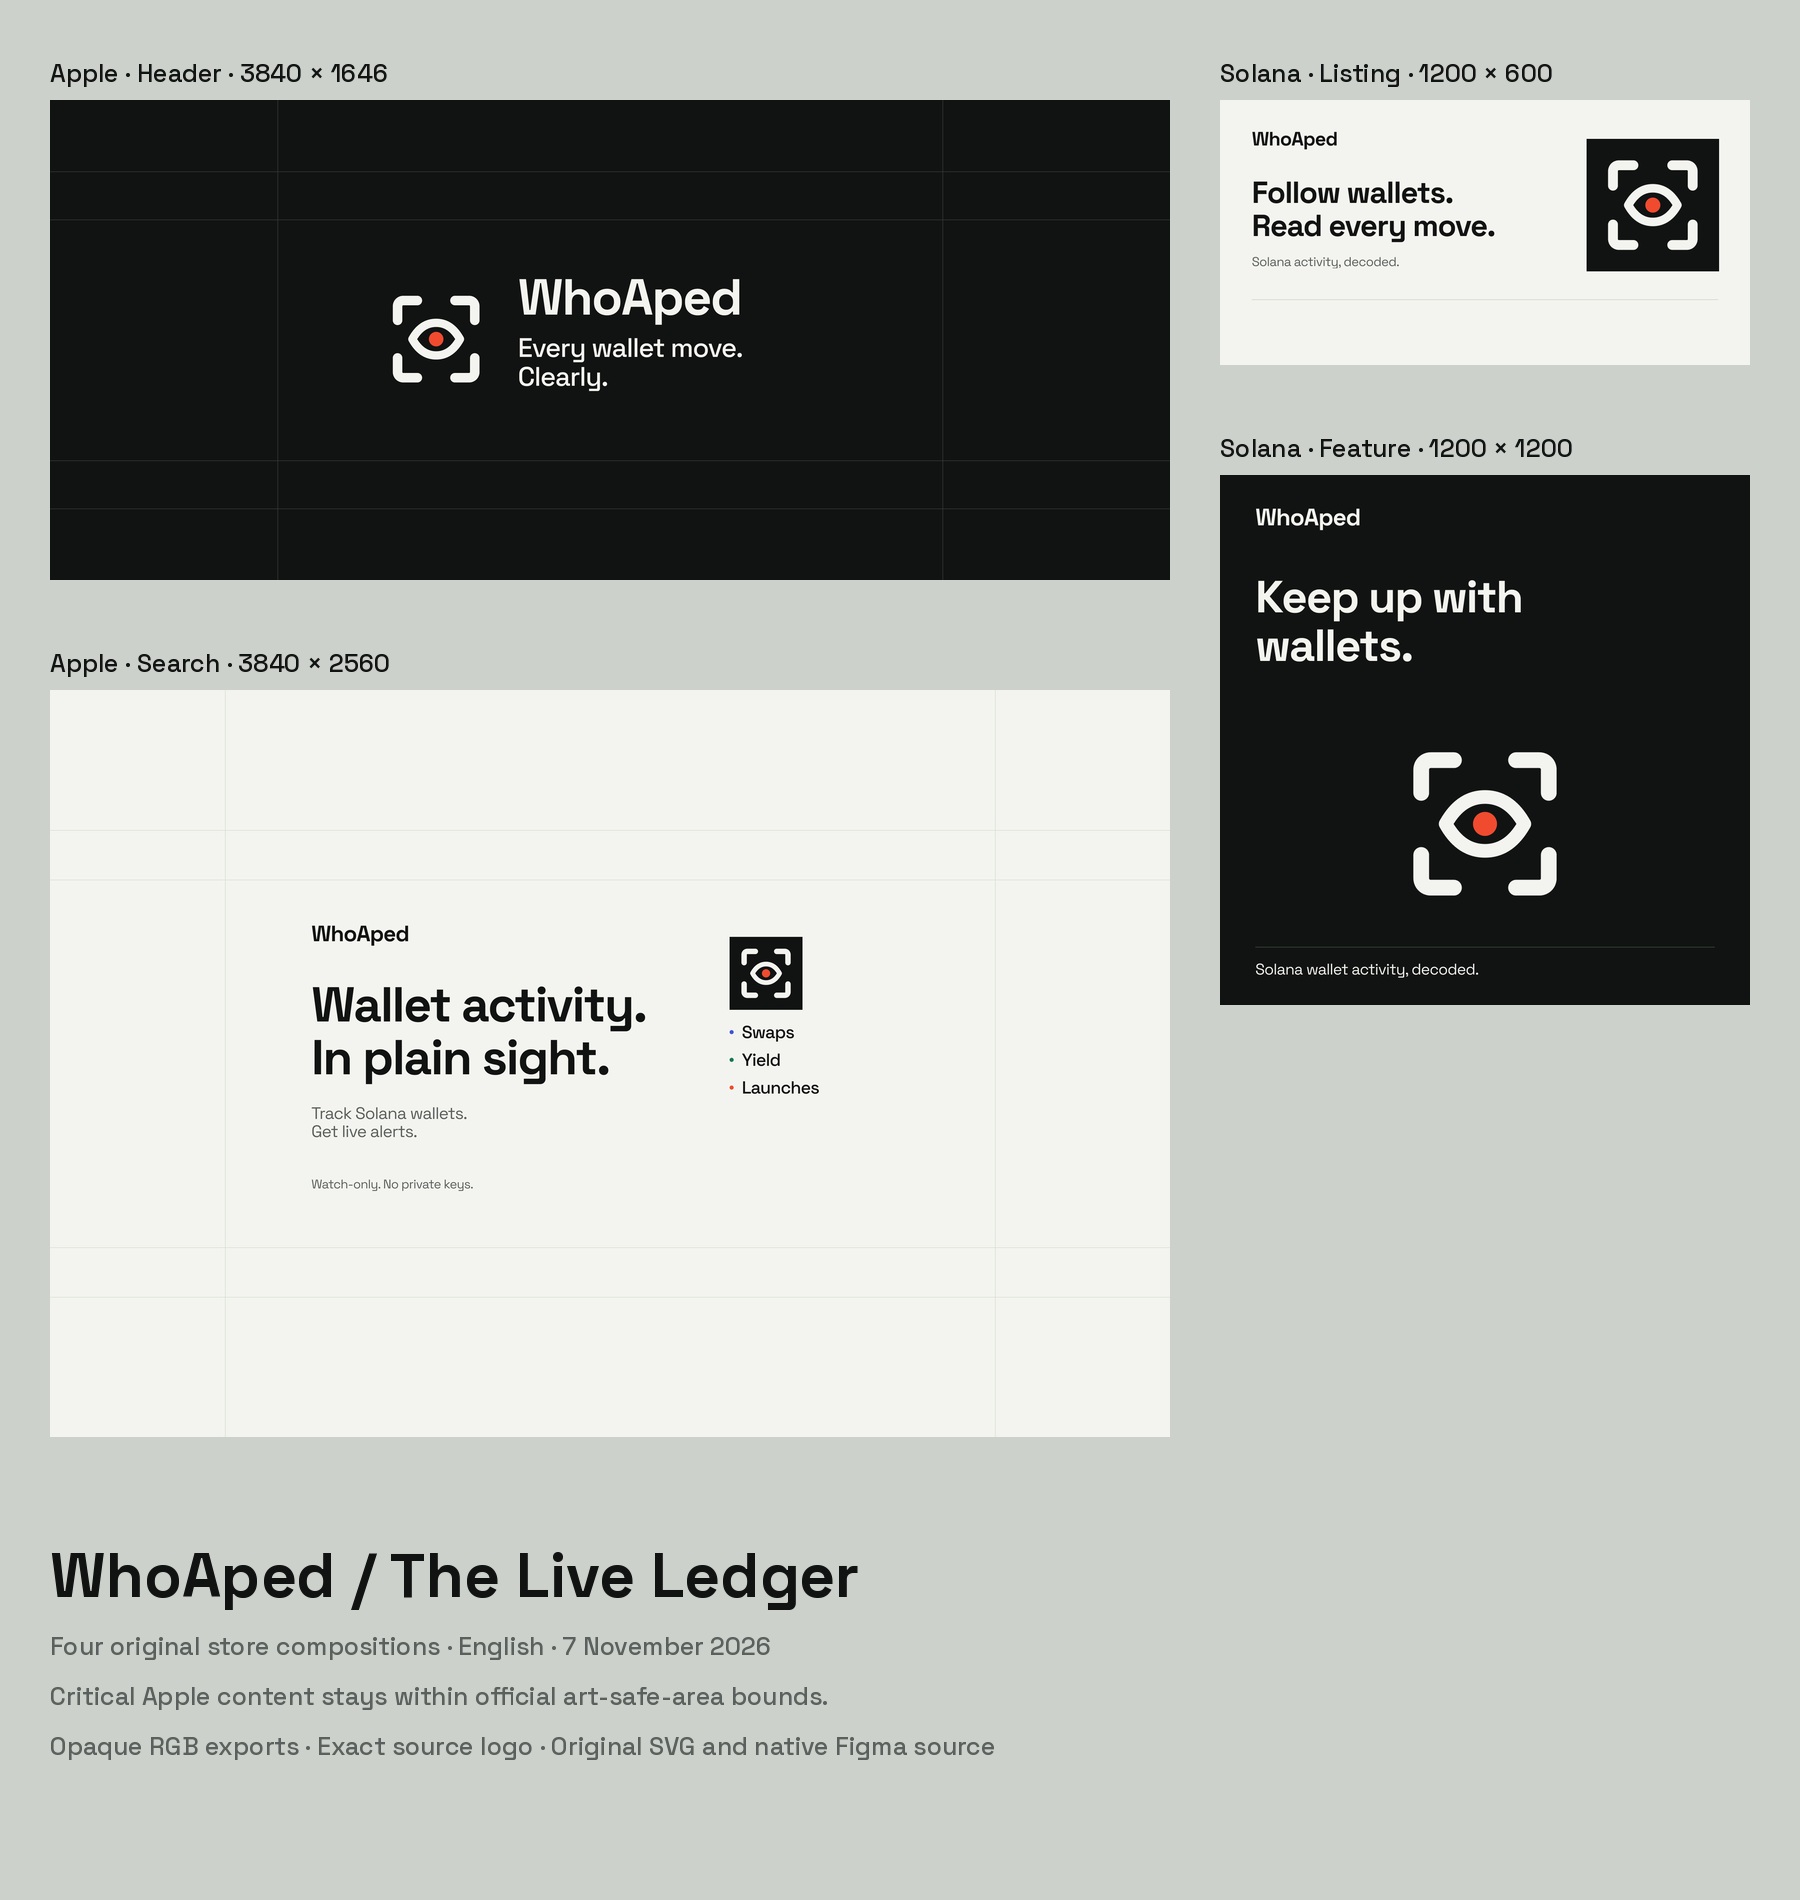 Apple · Header · 3840 × 1646
WhoAped
Every wallet move.
Clearly.
Apple · Search · 3840 × 2560
WhoAped
Wallet activity.
In plain sight.
Track Solana wallets.
Get live alerts.
Watch-only. No private keys.
• Swaps
• Yield
• Launches
Solana · Listing · 1200 × 600
WhoAped
Follow wallets.
Read every move.
Solana activity, decoded.
Solana · Feature · 1200 × 1200
WhoAped
Keep up with
wallets.
Solana wallet activity, decoded.
WhoAped / The Live Ledger
Four original store compositions · English · 7 November 2026
Critical Apple content stays within official art-safe-area bounds.
Opaque RGB exports · Exact source logo · Original SVG and native Figma source